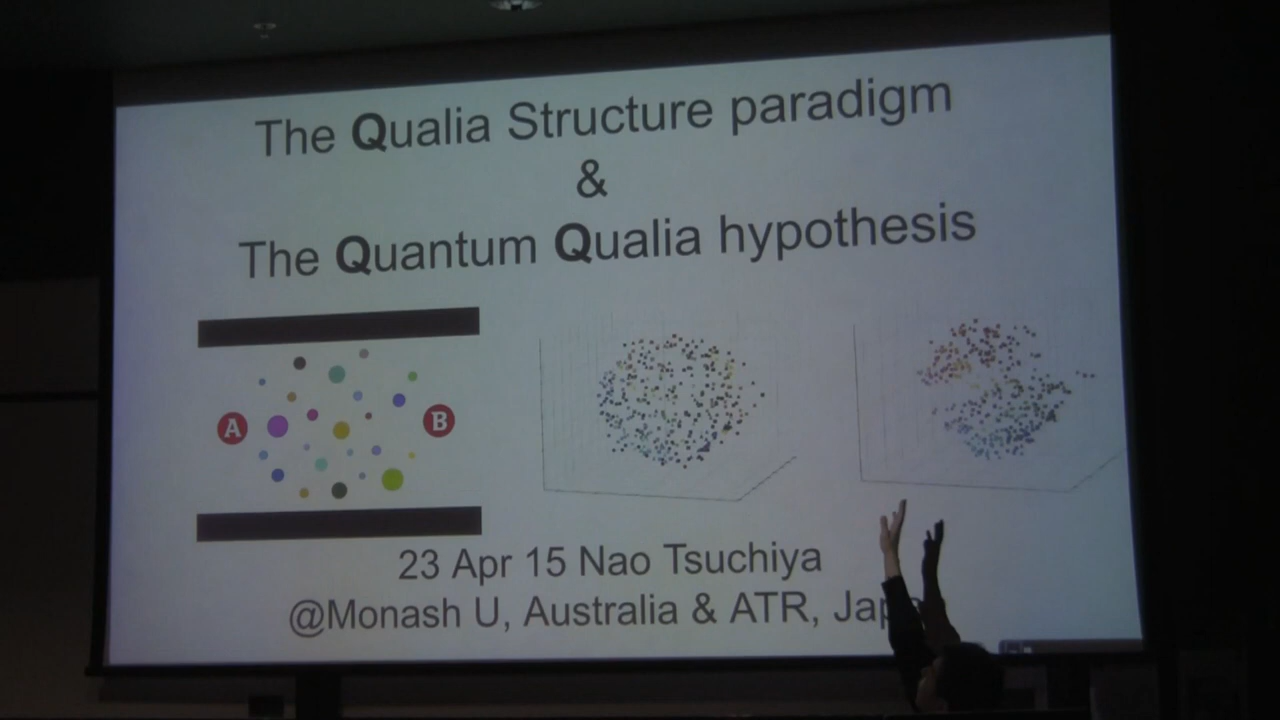 The Qualia Structure paradigm
&
The Quantum Qualia hypothesis
A
B
23 Apr 15 Nao Tsuchiya
@Monash U, Australia & ATR,